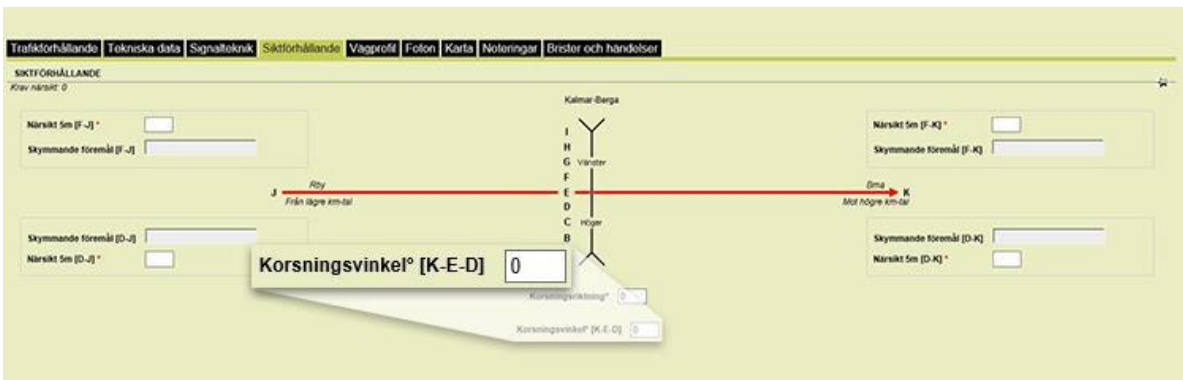 Trafikförhållande Tekniska data Signalteknik Siktförhållande Vägprofil Foton Karta Noteringar Brister och händelser
SIKTFÖRHÅLLANDE
Krav närsikt: 0
Kalmar-Berga
Närsikt 5m [F-J] *
Skymmande föremål [F-J]
Närsikt 5m [F-K] *
Skymmande föremål [F-K]
I
H
G Vänster
F
J Rby E Bma K
Från lägre km-tal Mot högre km-tal
D
C Höger
B
Skymmande föremål [D-J]
Närsikt 5m [D-J] *
Skymmande föremål [D-K]
Närsikt 5m [D-K] *
Korsningsvinkel° [K-E-D] 0
Korsningsriktning° 0
Korsningsvinkel° [K-E-D] 0